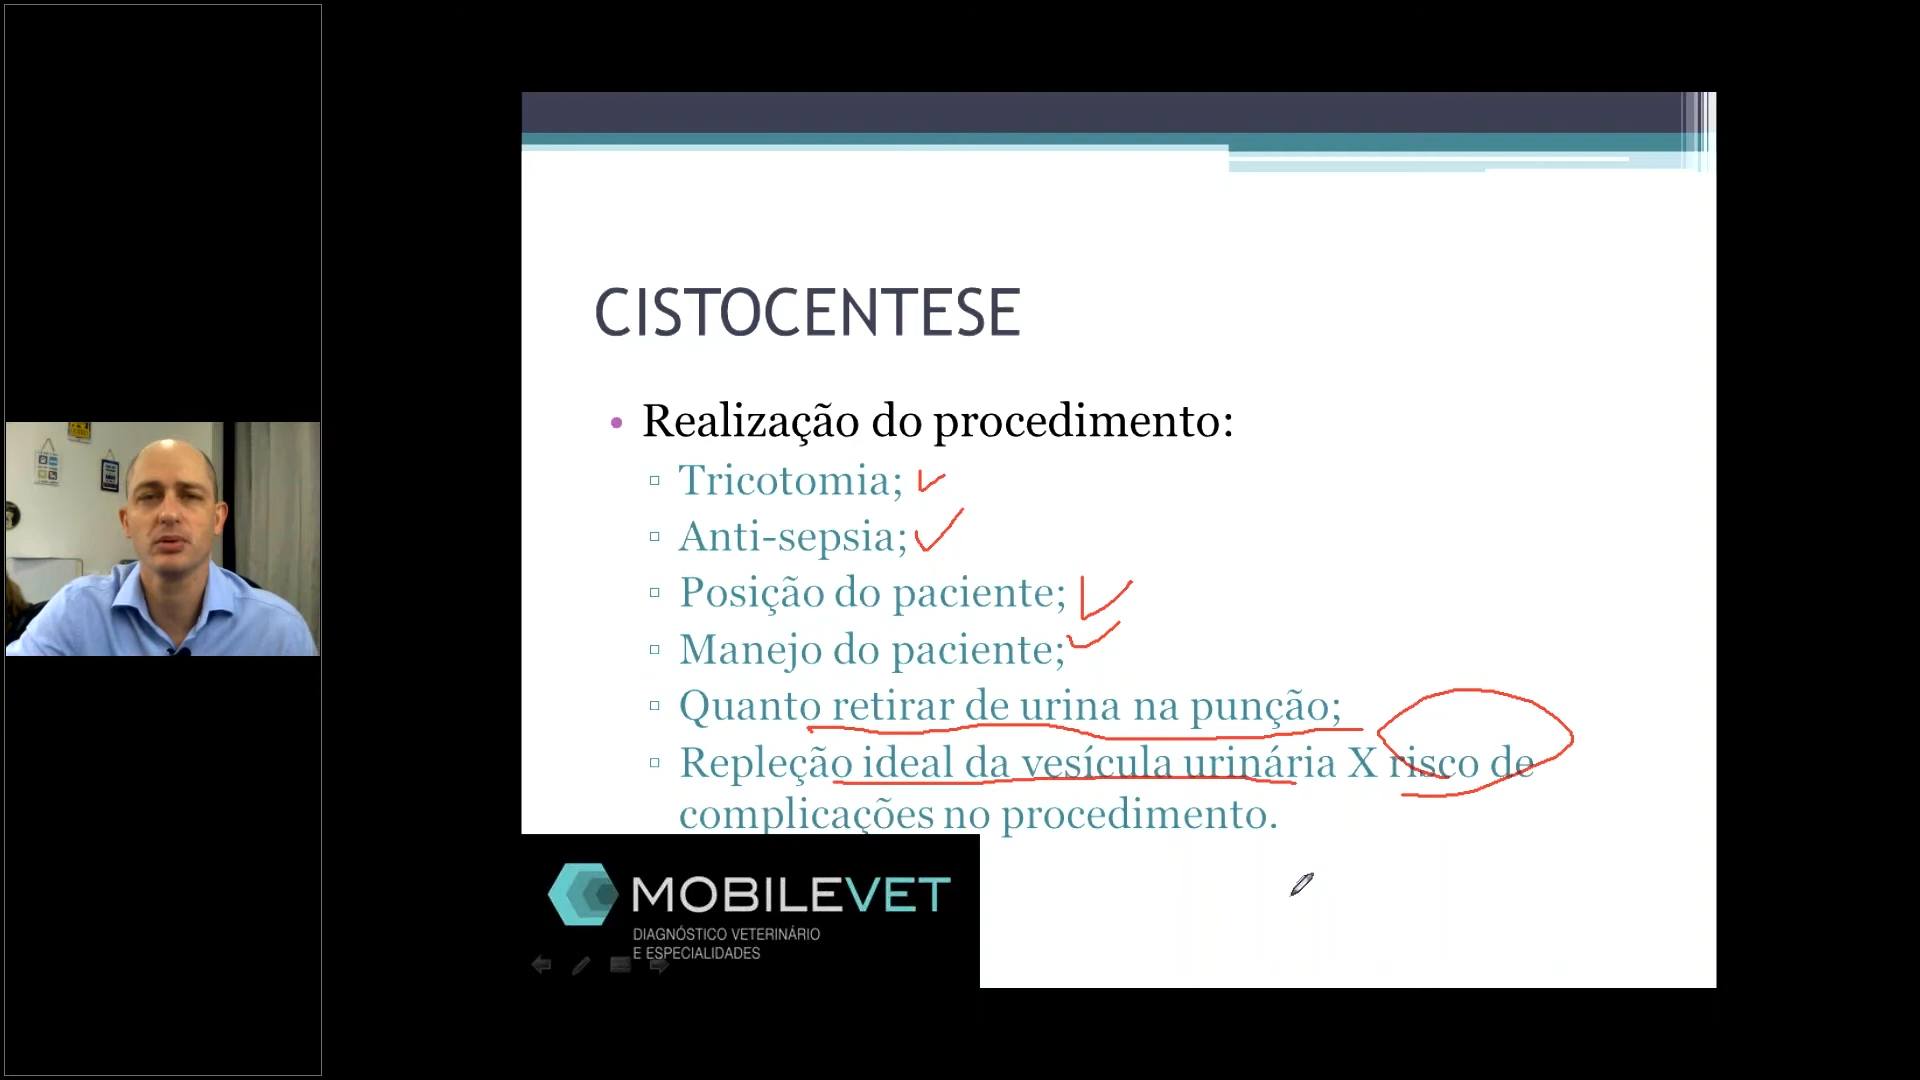 CISTOCENTESE
• Realização do procedimento:
▫ Tricotomia;
▫ Anti-sepsia;
▫ Posição do paciente;
▫ Manejo do paciente;
▫ Quanto retirar de urina na punção;
▫ Repleção ideal da vesícula urinária X risco de
complicações no procedimento.
MOBILEVET
DIAGNÓSTICO VETERINÁRIO
E ESPECIALIDADES